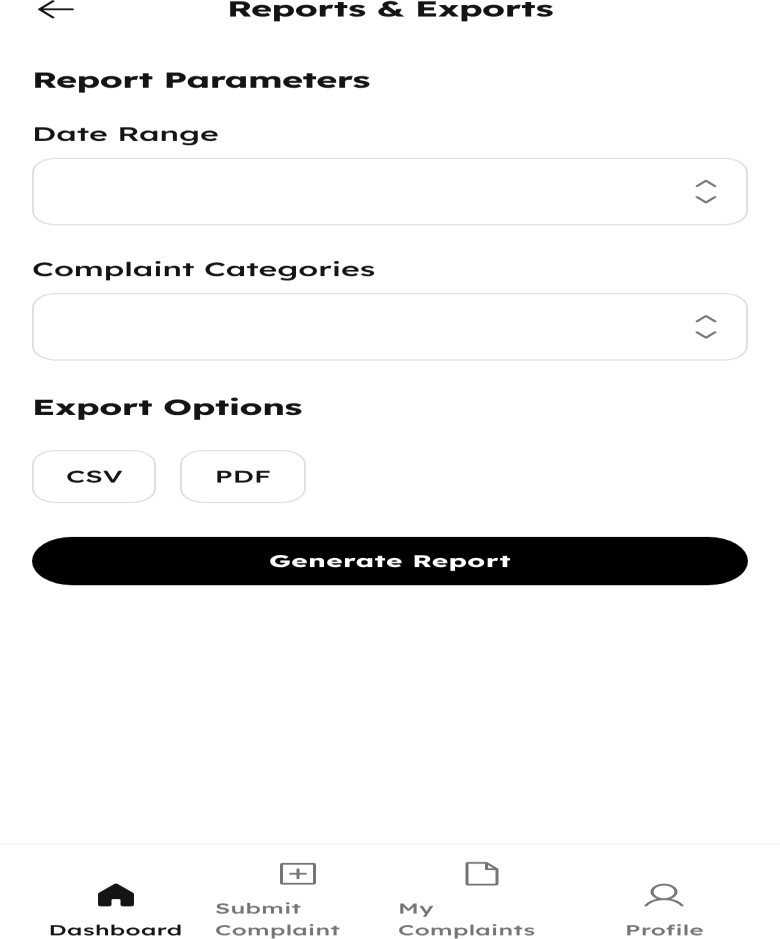 Reports & Exports
Report Parameters
Date Range
Complaint Categories
Export Options
CSV PDF
Generate Report
Dashboard
Submit
Complaint
My
Complaints
Profile